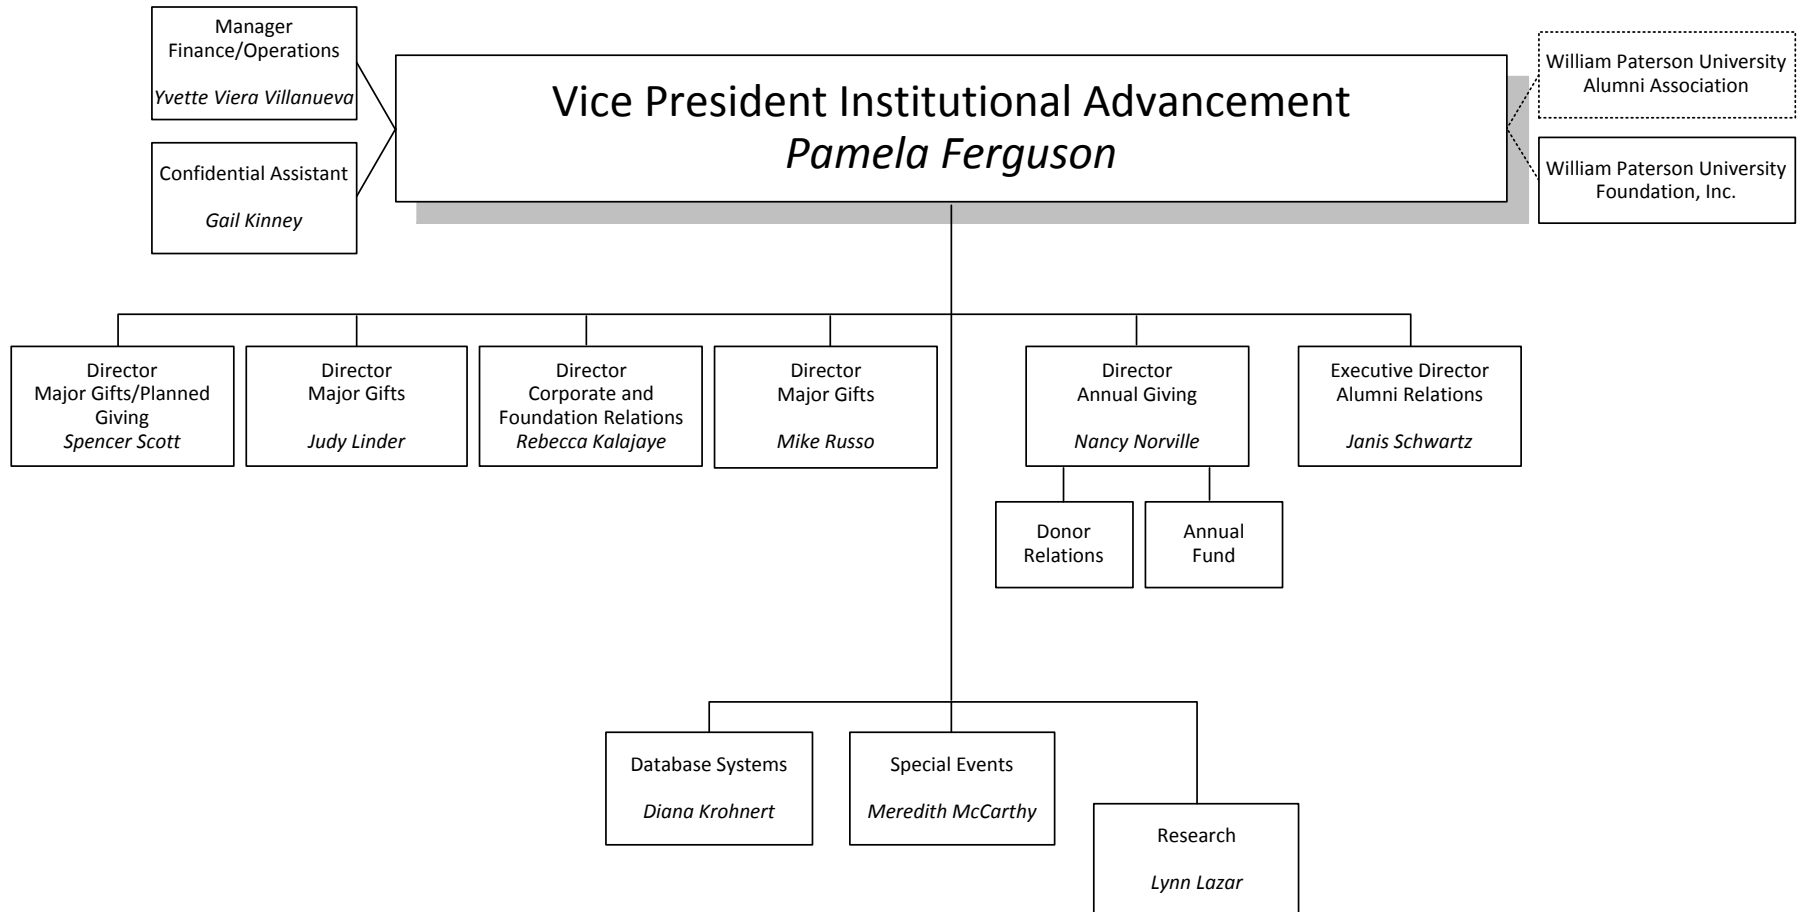 Manager
Finance/Operations
Yvette Viera Villanueva
Confidential Assistant
Gail Kinney
Vice President Institutional Advancement
Pamela Ferguson
William Paterson University
Alumni Association
William Paterson University
Foundation, Inc.
Director
Major Gifts/Planned
Giving
Spencer Scott
Director
Major Gifts
Judy Linder
Director
Corporate and
Foundation Relations
Rebecca Kalajaye
Director
Major Gifts
Mike Russo
Director
Annual Giving
Nancy Norville
Executive Director
Alumni Relations
Janis Schwartz
Donor
Relations
Annual
Fund
Database Systems
Diana Krohnert
Special Events
Meredith McCarthy
Research
Lynn Lazar